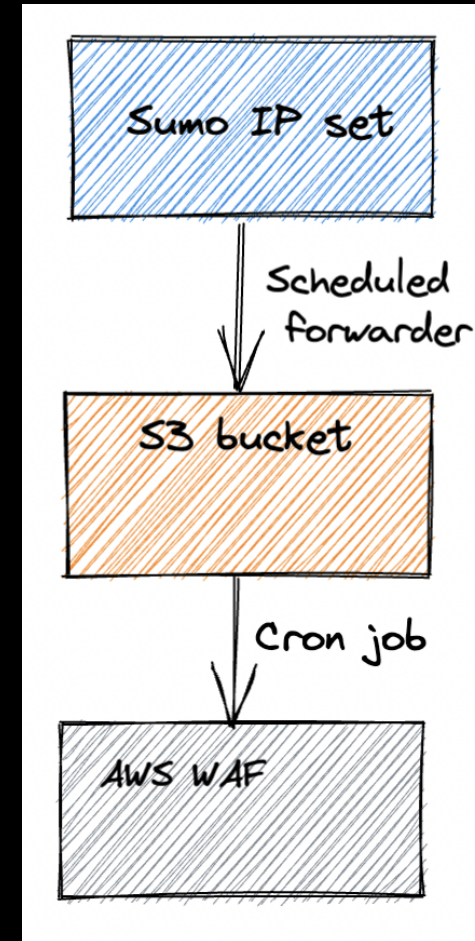 Sumo IP set
Scheduled
forwarder
S3 bucket
Cron job
AWS WAF